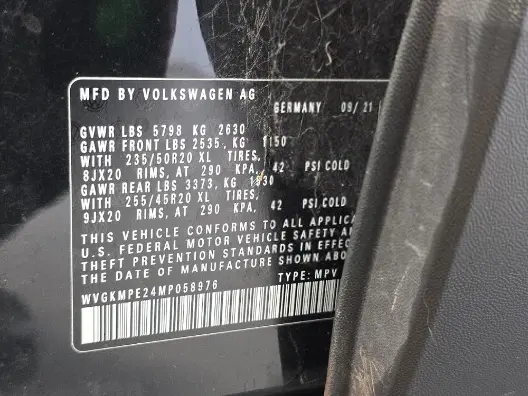 MFD BY VOLKSWAGEN AG
GERMANY 09/21
GVWR LBS 5798 KG 2630
GAWR FRONT LBS 2535, KG 1150
WITH 235/50R20 XL TIRES,
8JX20 RIMS, AT 290 KPA, 42 PSI COLD
GAWR REAR LBS 3373, KG 1530
WITH 255/45R20 XL TIRES,
9JX20 RIMS, AT 290 KPA, 42 PSI COLD
THIS VEHICLE CONFORMS TO ALL APPLICA
U.S. FEDERAL MOTOR VEHICLE SAFETY AN
THEFT PREVENTION STANDARDS IN EFFEC
THE DATE OF MANUFACTURE SHOWN ABO
WVGKMPE24MP058976 TYPE: MPV